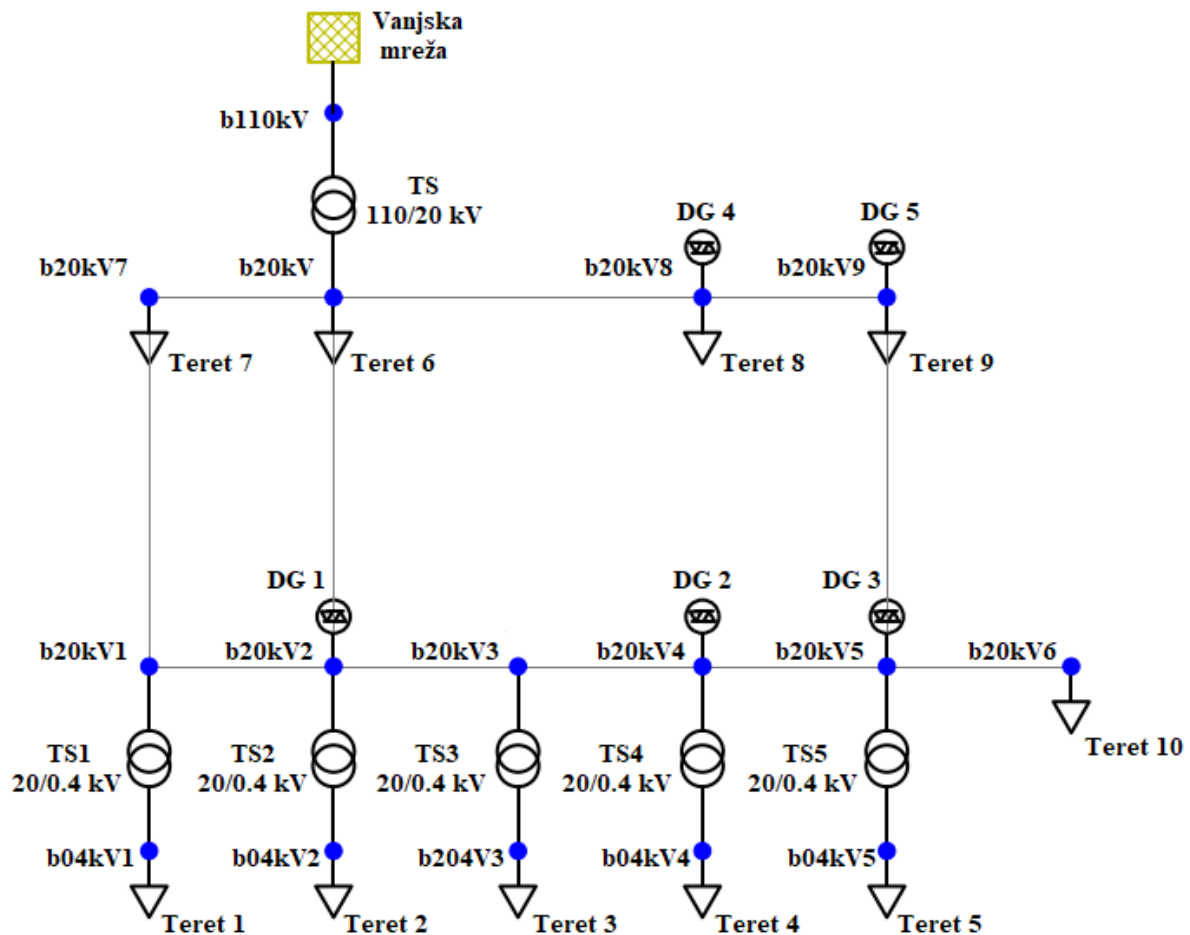 Vanjska
mreža
b110kV
TS
110/20 kV
DG 4
DG 5
b20kV7
b20kV
b20kV8
b20kV9
Teret 7
Teret 6
Teret 8
Teret 9
DG 1
DG 2
DG 3
b20kV1
b20kV2
b20kV3
b20kV4
b20kV5
b20kV6
TS1
20/0.4 kV
TS2
20/0.4 kV
TS3
20/0.4 kV
TS4
20/0.4 kV
TS5
20/0.4 kV
Teret 10
b04kV1
b04kV2
b204V3
b04kV4
b04kV5
Teret 1
Teret 2
Teret 3
Teret 4
Teret 5